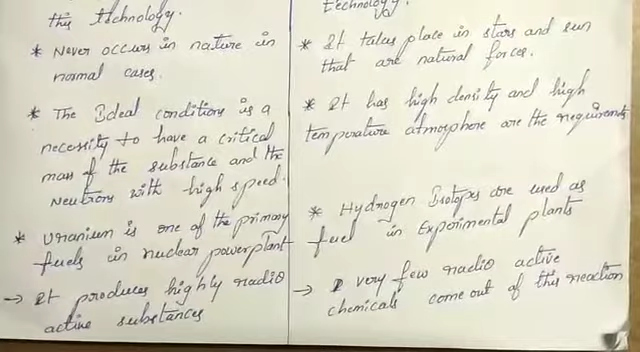 this technology.
* Never occurs in nature in
normal cases.
* The Ideal conditions is a
necessity to have a critical
mass of the substance and the
Neutrons with high speed.
* Uranium is one of the primary
fuels in nuclear powerplant
→ It produces highly radio
active substances
technology.
* It takes place in stars and sun
that are natural forces.
* It has high density and high
temperature atmosphere are the requirements
* Hydrogen Isotopes are used as
fuel in Experimental plants
→ very few radio active
chemicals come out of this reaction